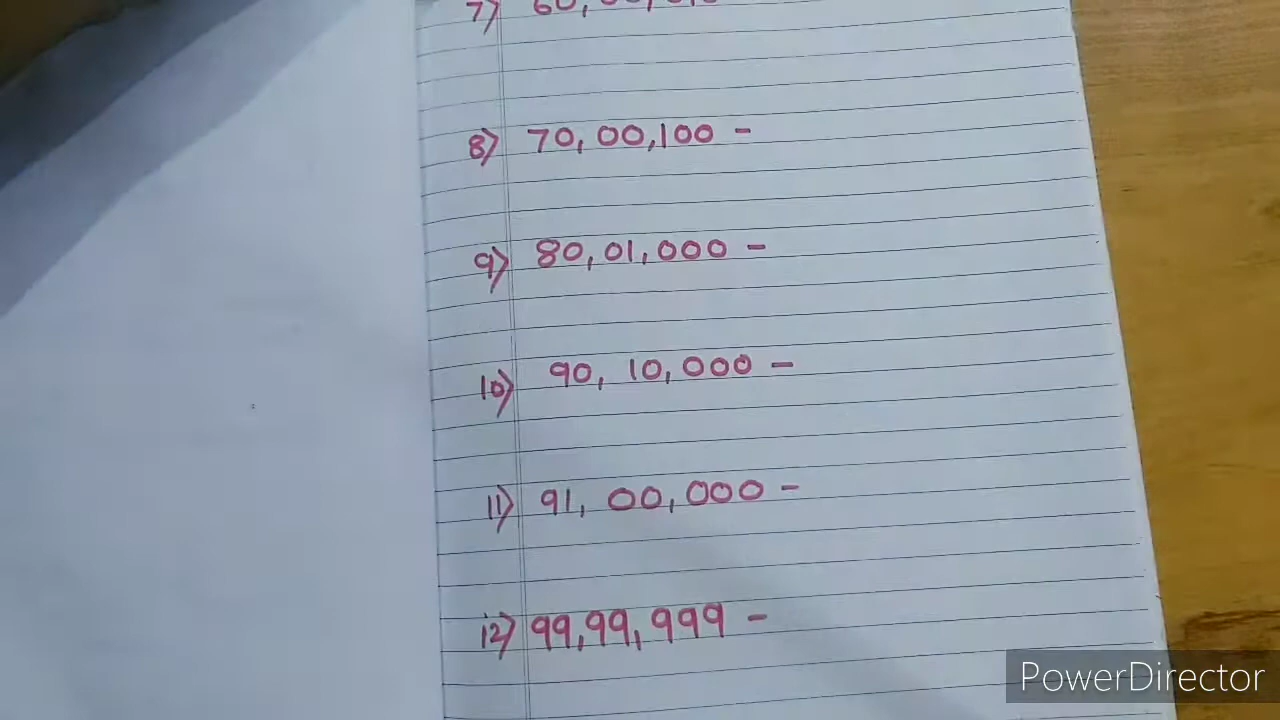 7)
8) 70,00,100 -
9) 80,01,000 -
10) 90, 10,000 -
11) 91, 00,000 -
12) 99,99,999 -
PowerDirector